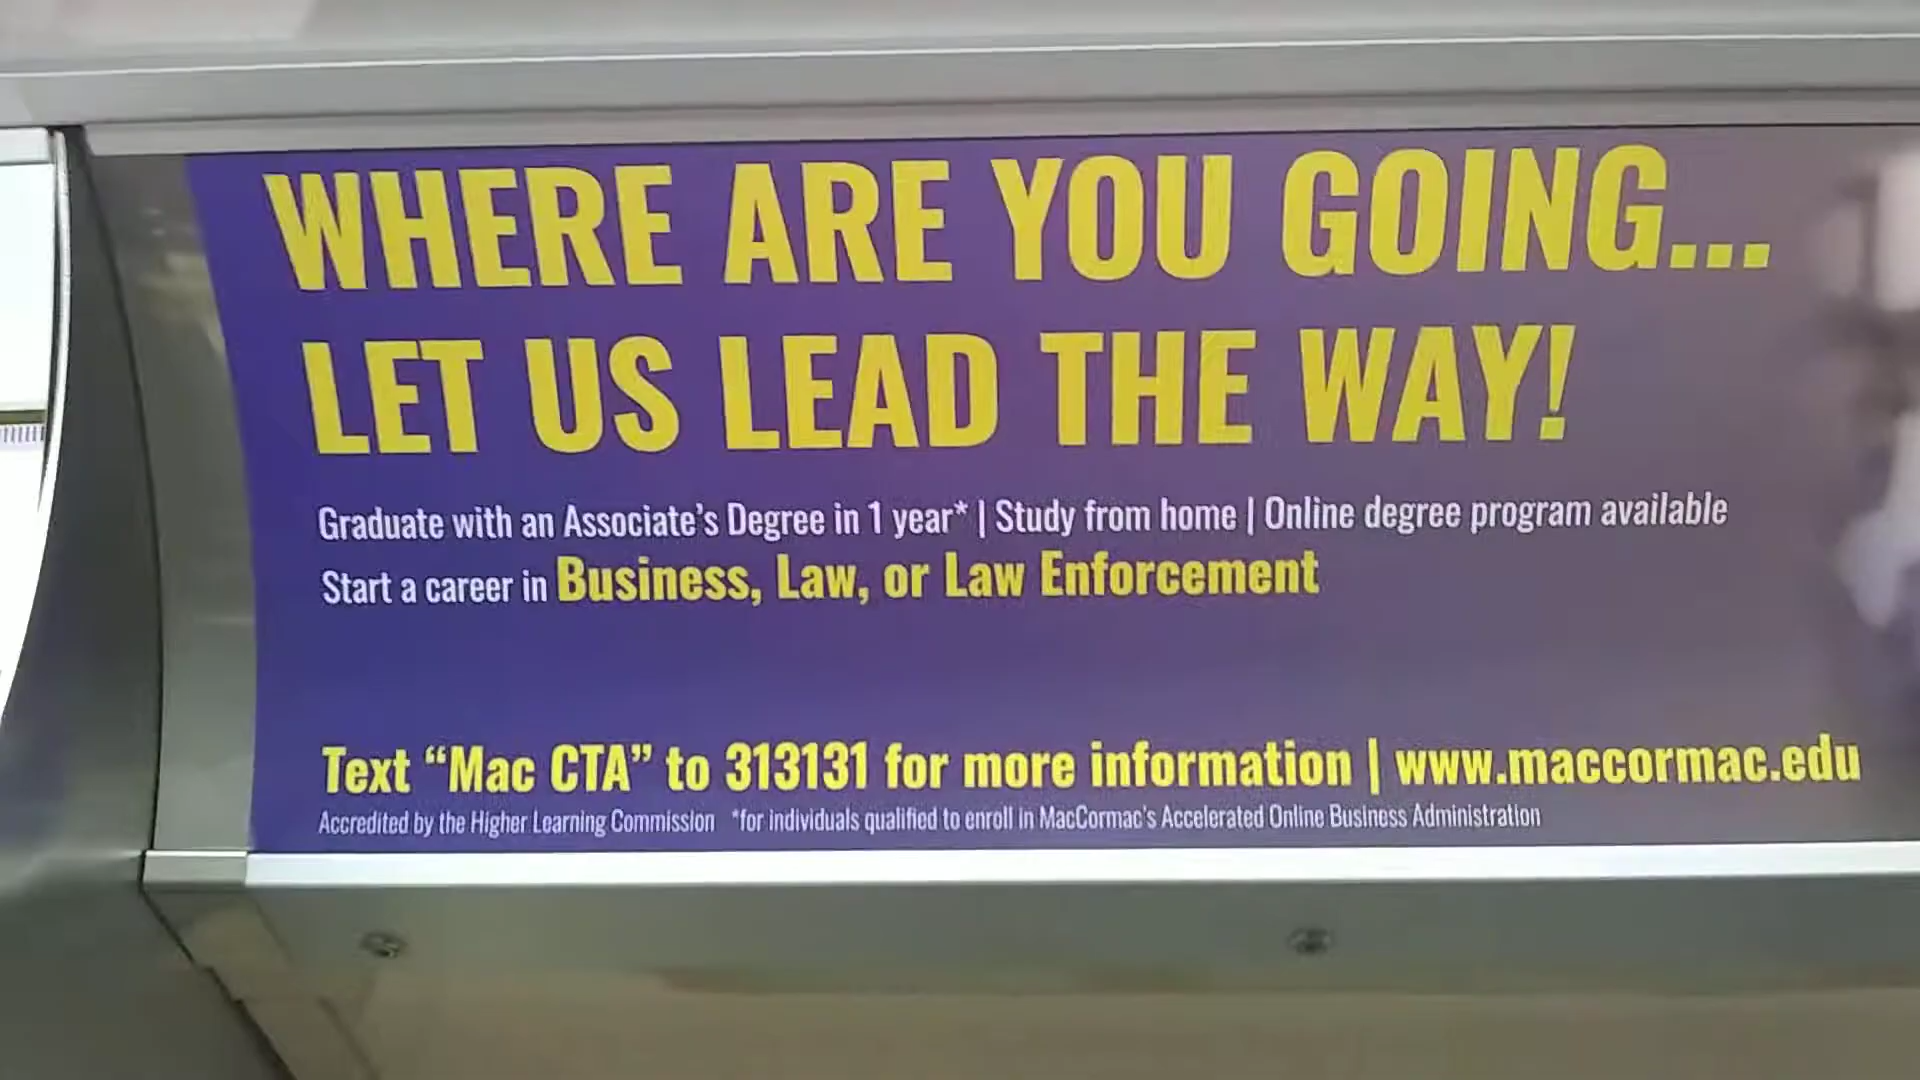 WHERE ARE YOU GOING...
LET US LEAD THE WAY!
Graduate with an Associate's Degree in 1 year* | Study from home | Online degree program available
Start a career in Business, Law, or Law Enforcement
Text “Mac CTA” to 313131 for more information | www.maccormac.edu
Accredited by the Higher Learning Commission *for individuals qualified to enroll in MacCormac's Accelerated Online Business Administration